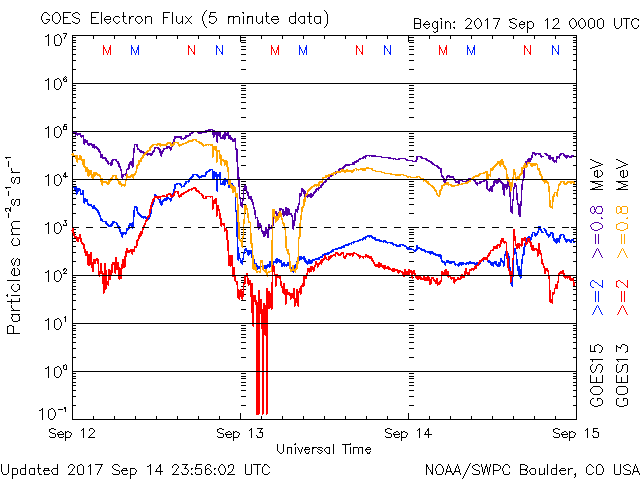 GOES Electron Flux (5 minute data)
Begin: 2017 Sep 12 0000 UTC
10⁷
M M N N M M N N M M N N
10⁶
10⁵
10⁴
10³
10²
10¹
10⁰
10⁻¹
Particles cm⁻²s⁻¹sr⁻¹
GOES15 >=2 >=0.8 MeV
GOES13 >=2 >=0.8 MeV
Sep 12 Sep 13 Sep 14 Sep 15
Universal Time
Updated 2017 Sep 14 23:56:02 UTC
NOAA/SWPC Boulder, CO USA